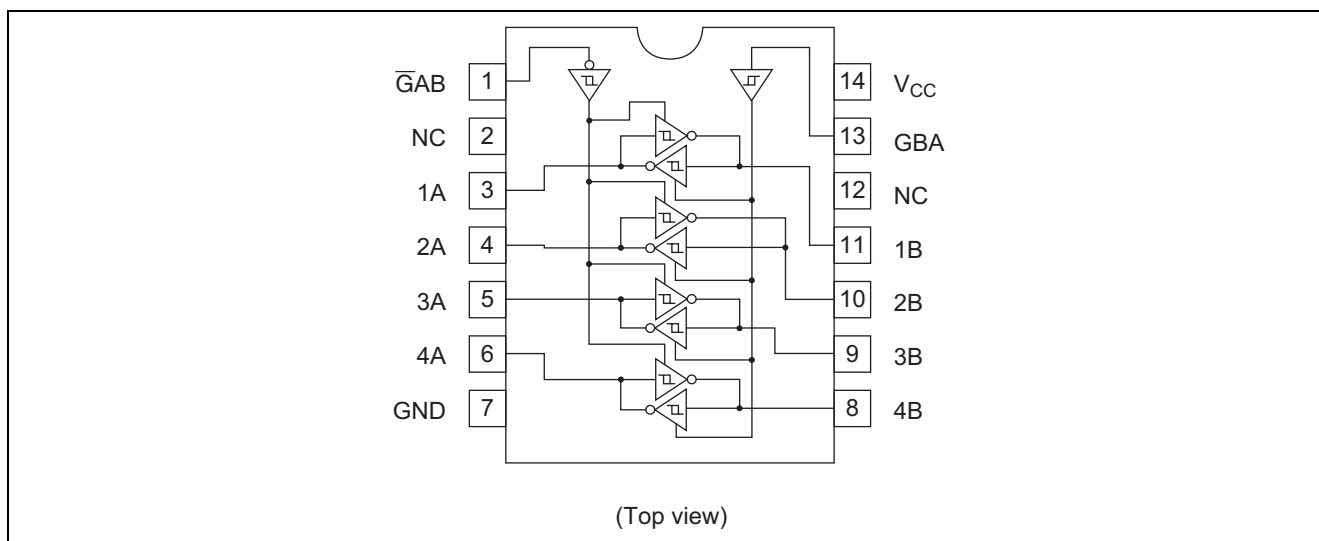 G̅AB 1 14 VCC
NC 2 13 GBA
1A 3 12 NC
2A 4 11 1B
3A 5 10 2B
4A 6 9 3B
GND 7 8 4B
(Top view)